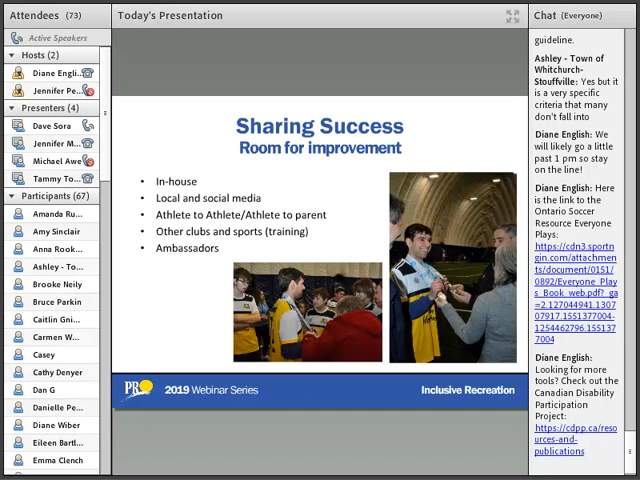 Attendees (73)
Active Speakers
Hosts (2)
Diane Engli...
Jennifer Pe...
Presenters (4)
Dave Sora
Jennifer M...
Michael Awe
Tammy To...
Participants (67)
Amanda Ru...
Amy Sinclair
Anna Rook...
Ashley - To...
Brooke Neily
Bruce Parkin
Caitlin Gni...
Carmen W...
Casey
Cathy Denyer
Dan G
Danielle Pe...
Diane Wiber
Eileen Bartl...
Emma Clench
Today's Presentation
Sharing Success
Room for improvement
• In-house
• Local and social media
• Athlete to Athlete/Athlete to parent
• Other clubs and sports (training)
• Ambassadors
PRO
2019 Webinar Series
Inclusive Recreation
Chat (Everyone)
guideline.
Ashley - Town of
Whitchurch-
Stouffville: Yes but it
is a very specific
criteria that many
don't fall into
Diane English: We
will likely go a little
past 1 pm so stay
on the line!
Diane English: Here
is the link to the
Ontario Soccer
Resource Everyone
Plays:
https://cdn3.sportn
gin.com/attachmen
ts/document/0151/
0892/Everyone_Play
s_Book_web.pdf?_ga
=2.127044941.1307
07917.1551377004-
1254462796.155137
7004
Diane English:
Looking for more
tools? Check out the
Canadian Disability
Participation
Project:
https://cdpp.ca/reso
urces-and-
publications